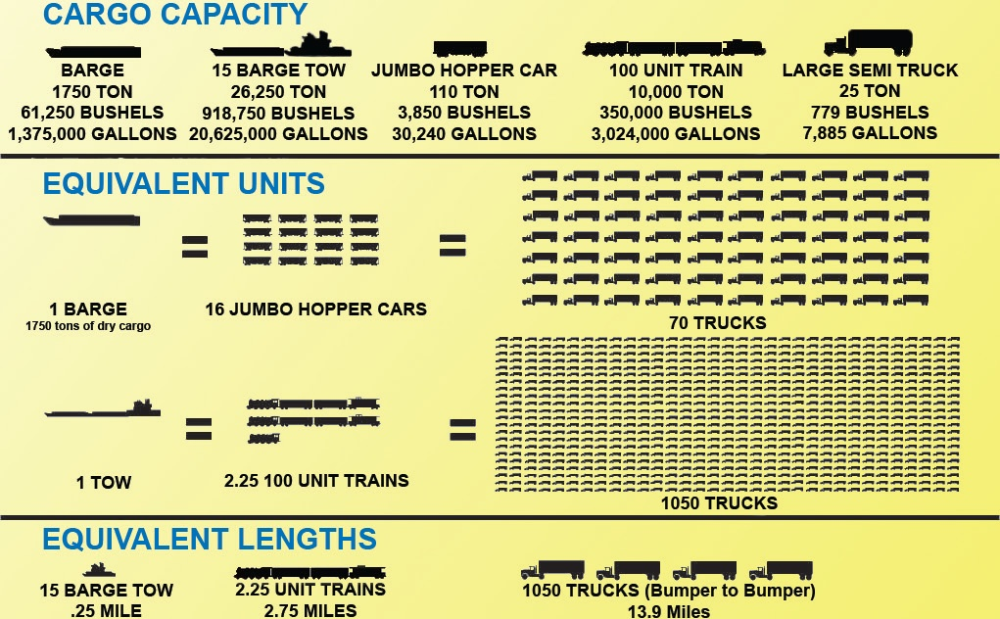 CARGO CAPACITY
BARGE
1750 TON
61,250 BUSHELS
1,375,000 GALLONS
15 BARGE TOW
26,250 TON
918,750 BUSHELS
20,625,000 GALLONS
JUMBO HOPPER CAR
110 TON
3,850 BUSHELS
30,240 GALLONS
100 UNIT TRAIN
10,000 TON
350,000 BUSHELS
3,024,000 GALLONS
LARGE SEMI TRUCK
25 TON
779 BUSHELS
7,885 GALLONS
EQUIVALENT UNITS
=
=
1 BARGE
1750 tons of dry cargo
16 JUMBO HOPPER CARS
70 TRUCKS
=
=
1 TOW
2.25 100 UNIT TRAINS
1050 TRUCKS
EQUIVALENT LENGTHS
15 BARGE TOW
.25 MILE
2.25 UNIT TRAINS
2.75 MILES
1050 TRUCKS (Bumper to Bumper)
13.9 Miles